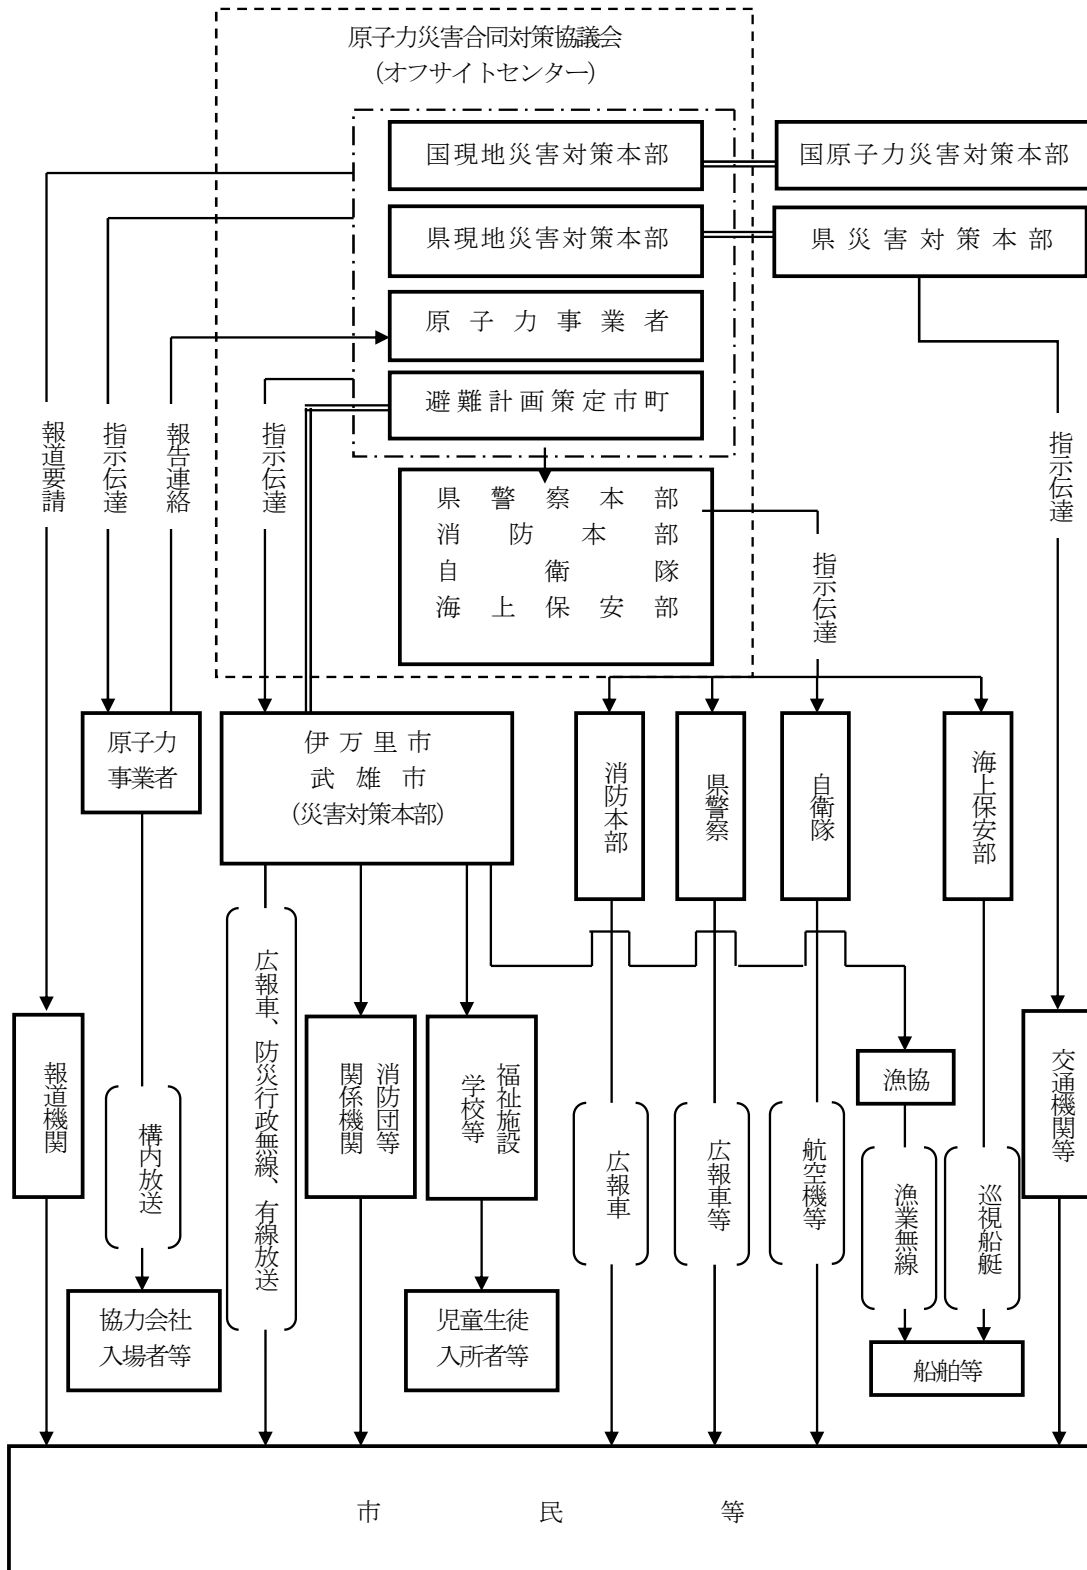 原子力災害合同対策協議会
（オフサイトセンター）
国現地災害対策本部
国原子力災害対策本部
県現地災害対策本部
県災害対策本部
原子力事業者
避難計画策定市町
報道要請
指示伝達
報告連絡
指示伝達
指示伝達
県警察本部
消防本部
自衛隊
海上保安部
指示伝達
原子力
事業者
伊万里市
武雄市
（災害対策本部）
消防本部
県警察
自衛隊
海上保安部
広報車、防災行政無線、有線放送
報道機関
構内放送
消防団等
関係機関
福祉施設
学校等
漁協
交通機関等
広報車
広報車等
航空機等
漁業無線
巡視船艇
協力会社
入場者等
児童生徒
入所者等
船舶等
市民等